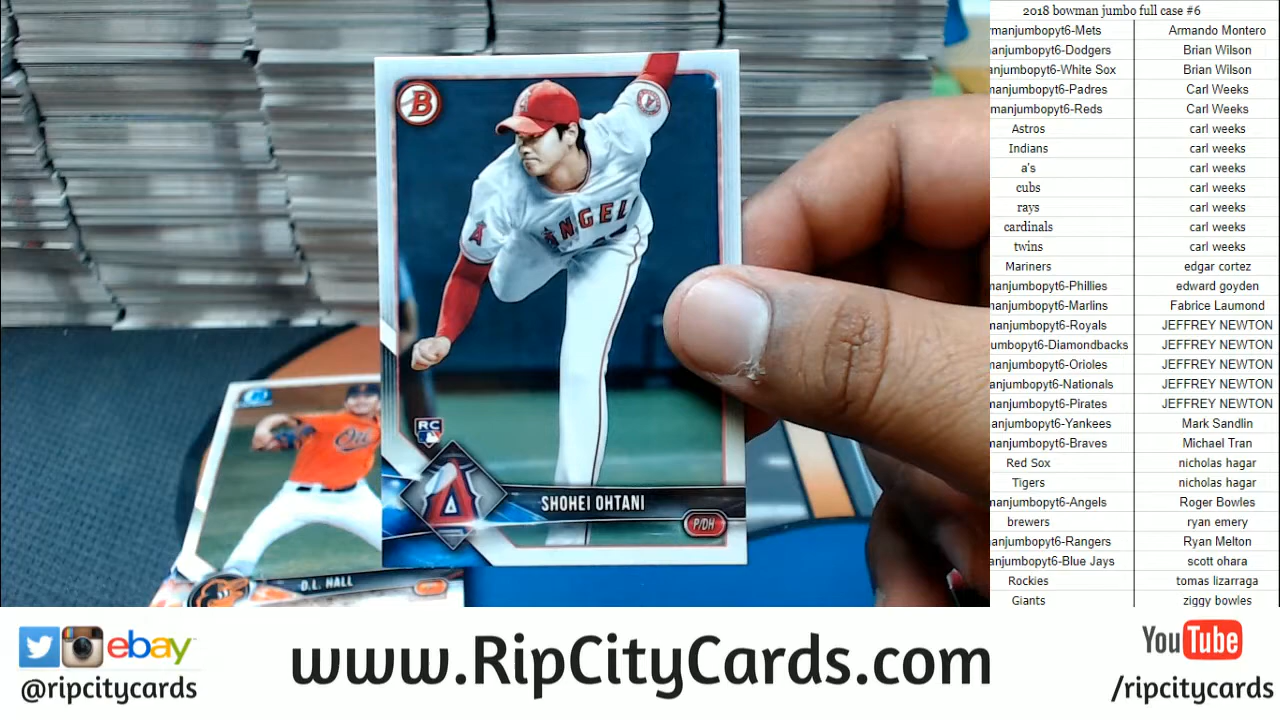 2018 bowman jumbo full case #6
manjumbopyt6-Mets Armando Montero
manjumbopyt6-Dodgers Brian Wilson
anjumbopyt6-White Sox Brian Wilson
manjumbopyt6-Padres Carl Weeks
manjumbopyt6-Reds Carl Weeks
Astros carl weeks
Indians carl weeks
a's carl weeks
cubs carl weeks
rays carl weeks
cardinals carl weeks
twins carl weeks
Mariners edgar cortez
manjumbopyt6-Phillies edward goyden
manjumbopyt6-Marlins Fabrice Laumond
manjumbopyt6-Royals JEFFREY NEWTON
umbopyt6-Diamondbacks JEFFREY NEWTON
manjumbopyt6-Orioles JEFFREY NEWTON
anjumbopyt6-Nationals JEFFREY NEWTON
manjumbopyt6-Pirates JEFFREY NEWTON
manjumbopyt6-Yankees Mark Sandlin
manjumbopyt6-Braves Michael Tran
Red Sox nicholas hagar
Tigers nicholas hagar
manjumbopyt6-Angels Roger Bowles
brewers ryan emery
manjumbopyt6-Rangers Ryan Melton
manjumbopyt6-Blue Jays scott ohara
Rockies tomas lizarraga
Giants ziggy bowles
B
ANGEL
RC
A
SHOHEI OHTANI
P/DH
D.L. HALL
ebay
@ripcitycards
www.RipCityCards.com
YouTube
/ripcitycards